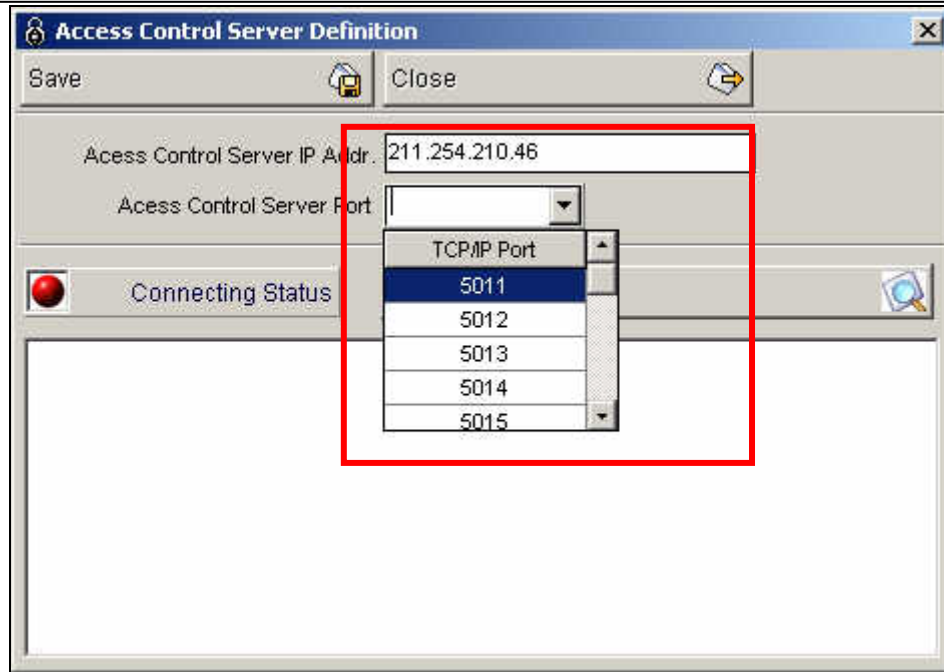 Access Control Server Definition
Save Close
Acess Control Server IP Addr. 211.254.210.46
Acess Control Server Port
TCP/IP Port
Connecting Status
5011
5012
5013
5014
5015